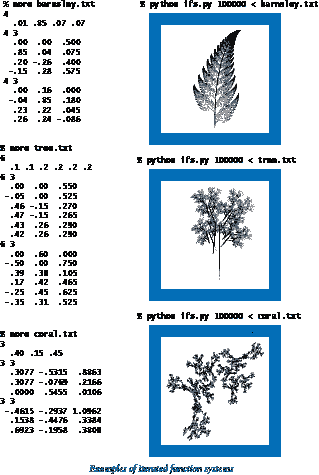 % more barnsley.txt
4
.01 .85 .07 .07
4 3
.00 .00 .500
.85 .04 .075
.20 -.26 .400
-.15 .28 .575
4 3
.00 .16 .000
-.04 .85 .180
.23 .22 .045
.26 .24 -.086
% python ifs.py 100000 < barnsley.txt
% more tree.txt
6
.1 .1 .2 .2 .2 .2
6 3
.00 .00 .550
-.05 .00 .525
.46 -.15 .270
.47 -.15 .265
.43 .26 .290
.42 .26 .290
6 3
.00 .60 .000
-.50 .00 .750
.39 .38 .105
.17 .42 .465
-.25 .45 .625
-.35 .31 .525
% python ifs.py 100000 < tree.txt
% more coral.txt
3
.40 .15 .45
3 3
.3077 -.5315 .8863
.3077 -.0769 .2166
.0000 .5455 .0106
3 3
-.4615 -.2937 1.0962
.1538 -.4476 .3384
.6923 -.1958 .3808
% python ifs.py 100000 < coral.txt
Examples of iterated function systems